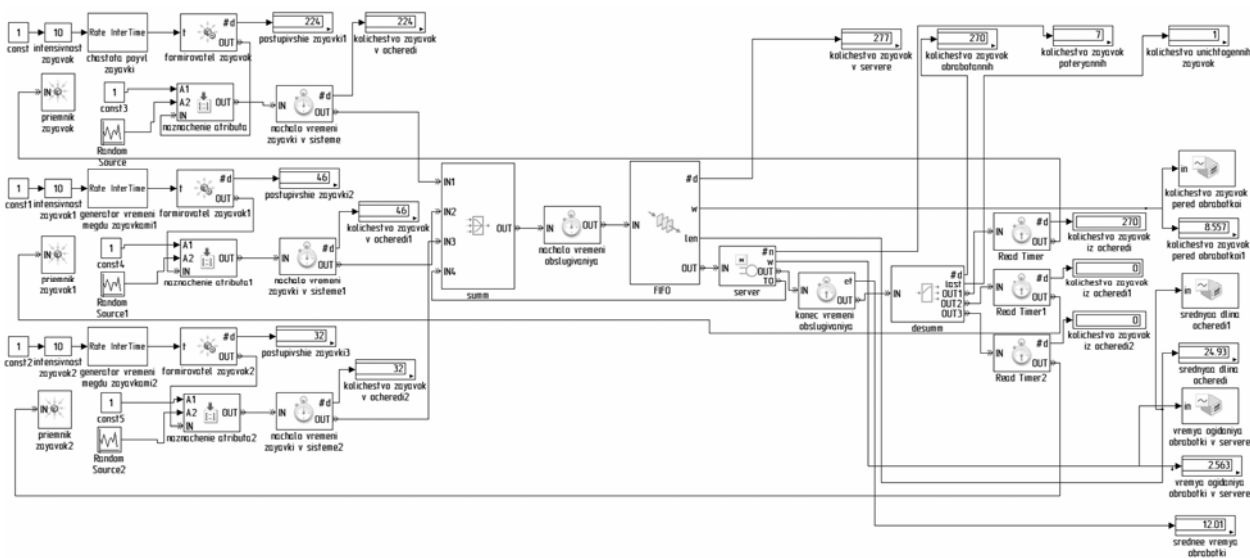 1
const
10
intensivnost
zayavok
Rate InterTime
chastota poyvl
zayavki
t
#d
OUT
formirovatel zayavok
224
postupivshie zayavki1
224
kolichestvo zayavok
v ocheredi
IN
priemnik
zayavok
1
const3
Random
Source
A1
A2
IN
OUT
naznachenie atributa
IN
#d
OUT
nachalo vremeni
zayavki v sisteme
1
const1
10
intensivnost
zayavok1
Rate InterTime
generator vremeni
megdu zayavkami1
t
#d
OUT
formirovatel zayavok1
46
postupivshie zayavki2
46
kolichestvo zayavok
v ocheredi1
IN
priemnik
zayavok1
1
const4
Random
Source1
A1
A2
IN
OUT
naznachenie atributa1
IN
#d
OUT
nachalo vremeni
zayavki v sisteme1
1
const2
10
intensivnost
zayavok2
Rate InterTime
generator vremeni
megdu zayavkami2
t
#d
OUT
formirovatel zayavok2
32
postupivshie zayavki3
32
kolichestvo zayavok
v ocheredi2
IN
priemnik
zayavok2
1
const5
Random
Source2
A1
A2
IN
OUT
naznachenie atributa2
IN
#d
OUT
nachalo vremeni
zayavki v sisteme2
IN1
IN2
IN3
IN4
OUT
summ
IN
OUT
nachalo vremeni
obslugivaniya
IN
#d
w
len
OUT
FIFO
IN
#n
w
OUT
TO
server
IN
et
OUT
konec vremeni
obslugivaniya
IN
#d
last
OUT1
OUT2
OUT3
desumm
277
kolichestvo zayavok
v servere
270
kolichestvo zayavok
obrabotannih
7
kolichestvo zayavok
poteryannih
1
kolichestvo unichtogennih
zayavok
IN
#d
OUT
Read Timer
270
kolichestvo zayavok
iz ocheredi
IN
#d
OUT
Read Timer1
0
kolichestvo zayavok
iz ocheredi1
IN
#d
OUT
Read Timer2
0
kolichestvo zayavok
iz ocheredi2
in
kolichestvo zayavok
pered obrabotkoi
8.557
kolichestvo zayavok
pered obrabotkoi1
in
srednyaa dlina
ocheredi1
24.93
srednyaa dlina
ocheredi
in
vremya ogidaniya
obrabotki v servere
2.563
vremya ogidaniya
obrabotki v servere
12.01
srednee vremya
obrabotki